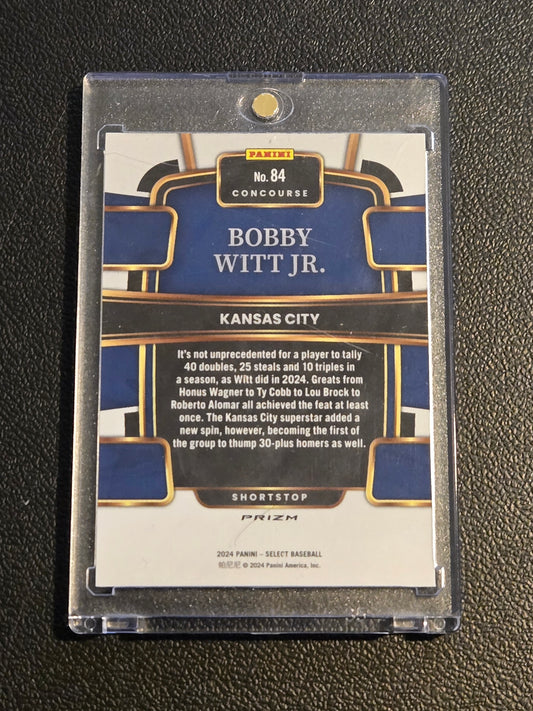 PANINI
No. 84
CONCOURSE
BOBBY
WITT JR.
KANSAS CITY
It's not unprecedented for a player to tally
40 doubles, 25 steals and 10 triples in
a season, as Witt did in 2024. Greats from
Honus Wagner to Ty Cobb to Lou Brock to
Roberto Alomar all achieved the feat at least
once. The Kansas City superstar added a
new spin, however, becoming the first of
the group to thump 30-plus homers as well.
SHORTSTOP
PRIZM
2024 PANINI – SELECT BASEBALL
帕尼尼 © 2024 Panini America, Inc.